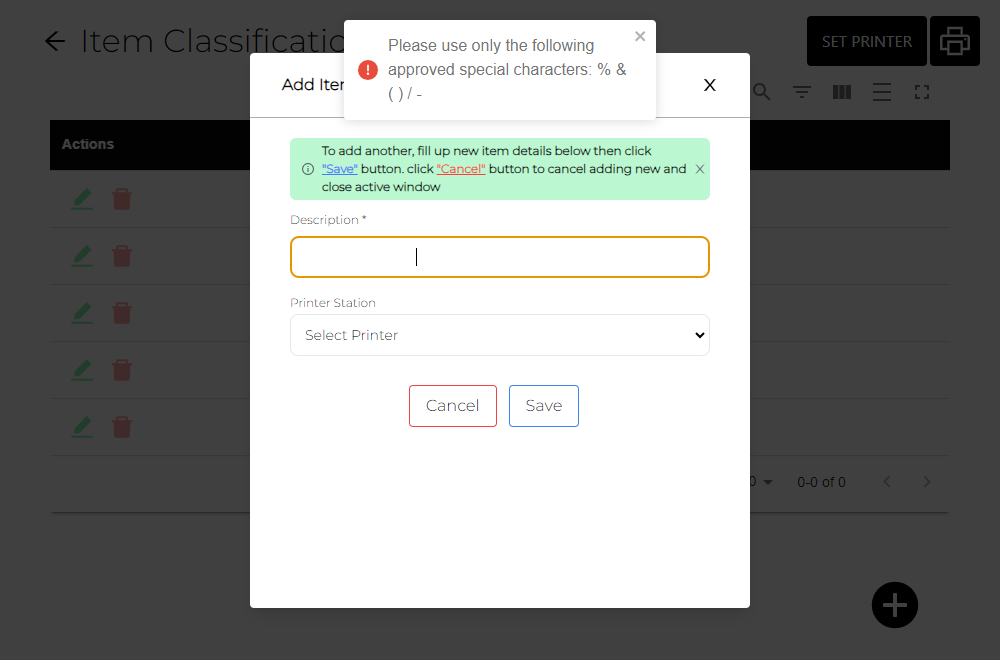 Item Classificatio
Please use only the following
approved special characters: % &
( ) / -
SET PRINTER
Add Iter
X
Actions
To add another, fill up new item details below then click
"Save" button. click "Cancel" button to cancel adding new and
close active window
Description *
Printer Station
Select Printer
Cancel
Save
0-0 of 0